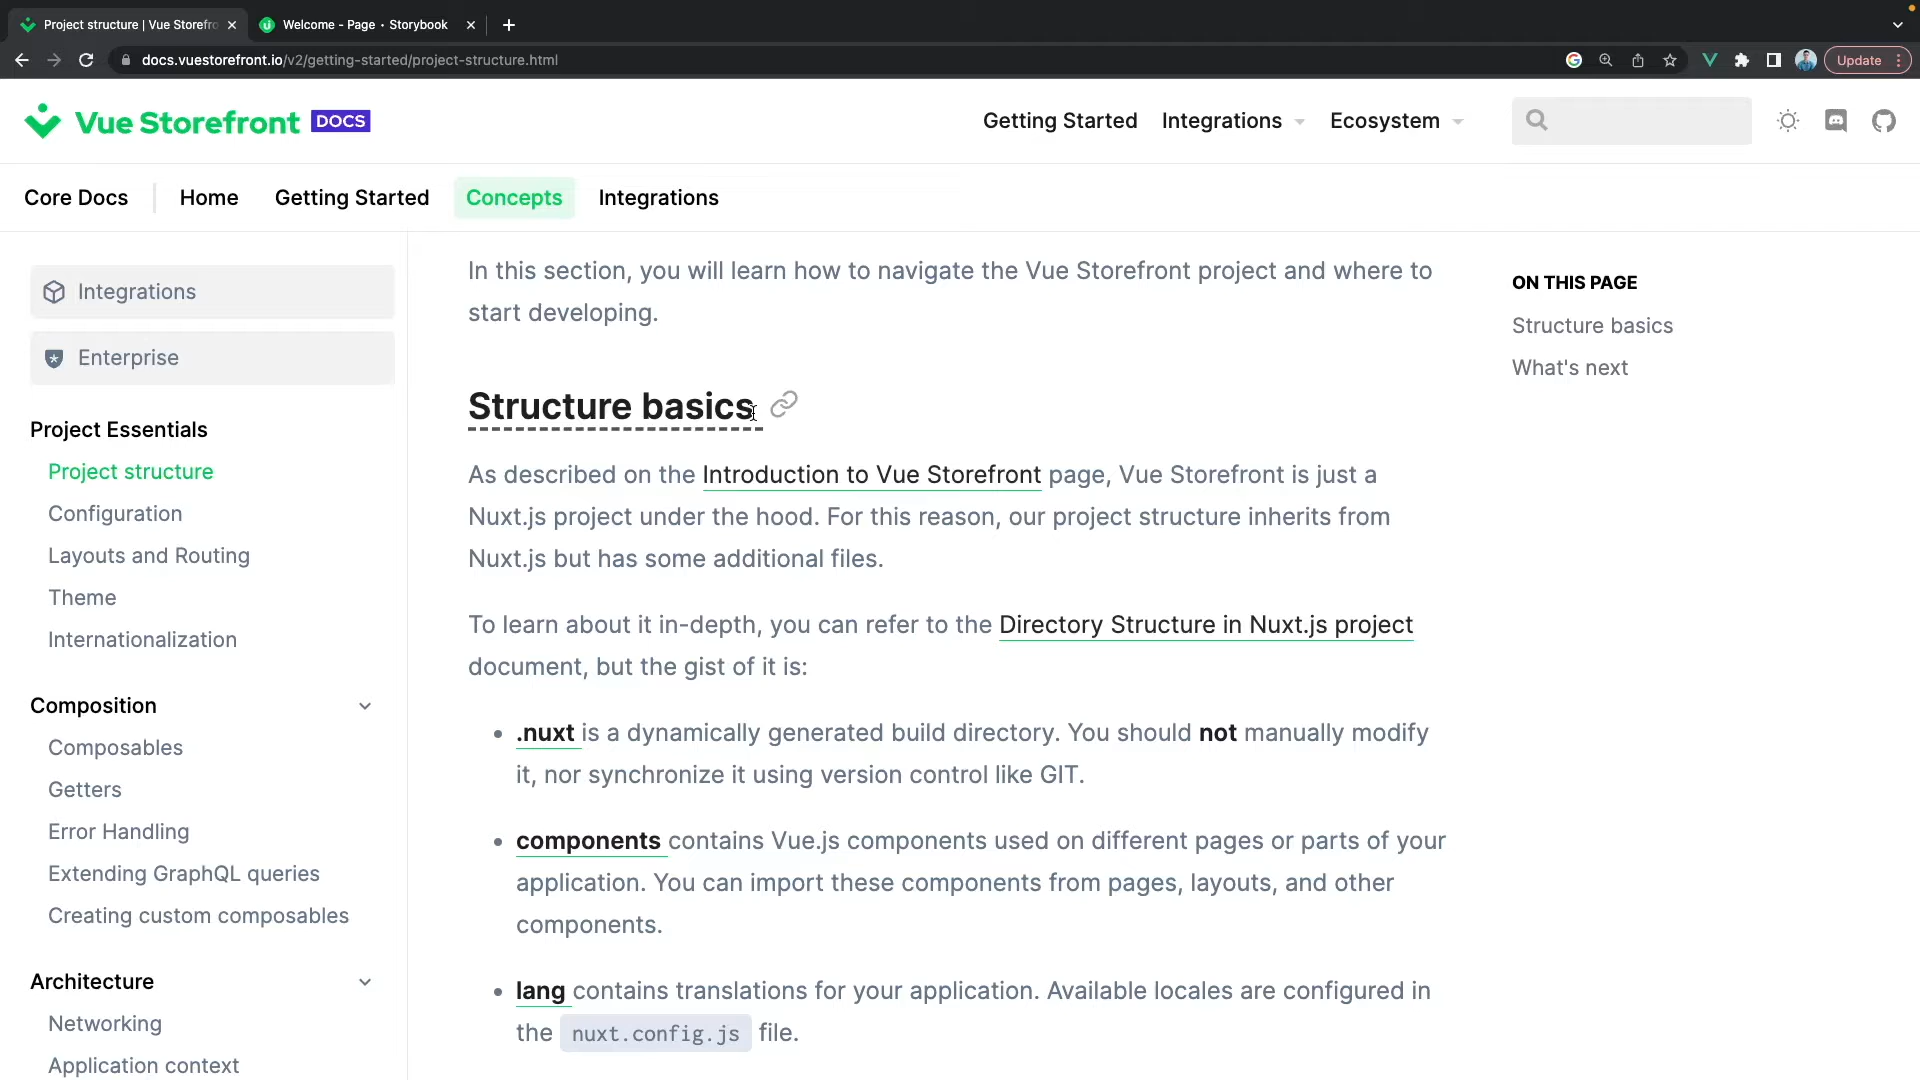 Project structure | Vue Storefro
Welcome - Page • Storybook
docs.vuestorefront.io/v2/getting-started/project-structure.html
Update
Vue Storefront DOCS
Getting Started
Integrations
Ecosystem
Core Docs
Home
Getting Started
Concepts
Integrations
Integrations
Enterprise
Project Essentials
Project structure
Configuration
Layouts and Routing
Theme
Internationalization
Composition
Composables
Getters
Error Handling
Extending GraphQL queries
Creating custom composables
Architecture
Networking
Application context
In this section, you will learn how to navigate the Vue Storefront project and where to
start developing.
Structure basics
As described on the Introduction to Vue Storefront page, Vue Storefront is just a
Nuxt.js project under the hood. For this reason, our project structure inherits from
Nuxt.js but has some additional files.
To learn about it in-depth, you can refer to the Directory Structure in Nuxt.js project
document, but the gist of it is:
• .nuxt is a dynamically generated build directory. You should not manually modify
it, nor synchronize it using version control like GIT.
• components contains Vue.js components used on different pages or parts of your
application. You can import these components from pages, layouts, and other
components.
• lang contains translations for your application. Available locales are configured in
the nuxt.config.js file.
ON THIS PAGE
Structure basics
What's next